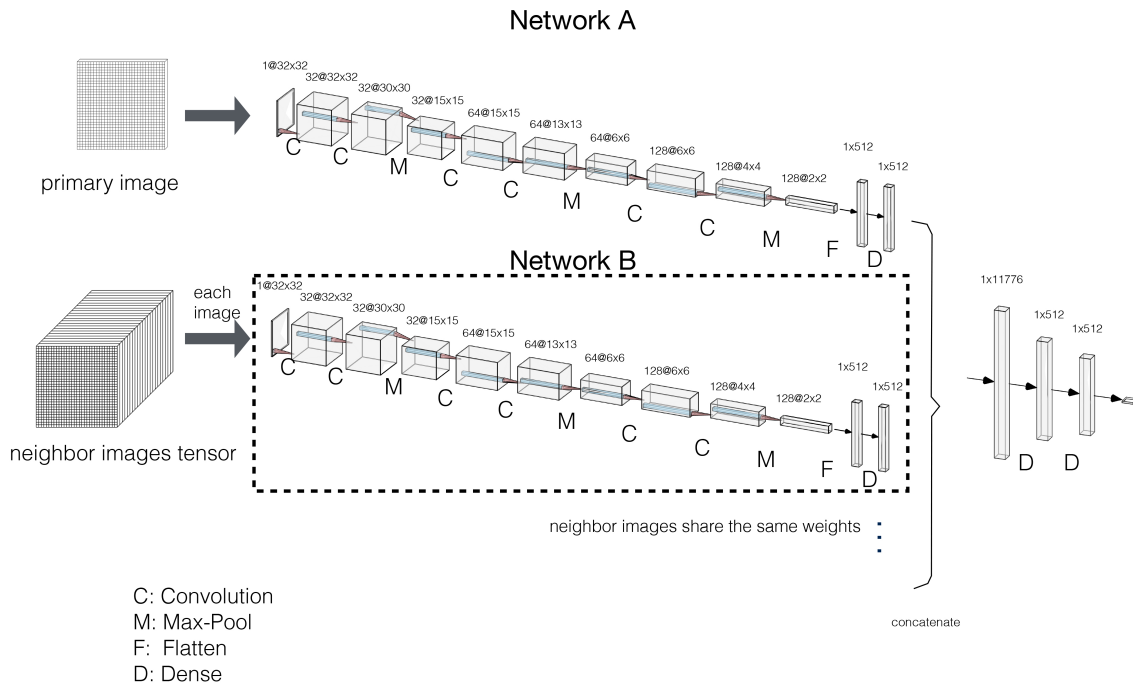 Network A
1@32x32
32@32x32
32@30x30
32@15x15
64@15x15
64@13x13
64@6x6
128@6x6
128@4x4
128@2x2
1x512
1x512
C
C
M
C
C
M
C
C
M
F
D
primary image
Network B
each
image
1@32x32
32@32x32
32@30x30
32@15x15
64@15x15
64@13x13
64@6x6
128@6x6
128@4x4
128@2x2
1x512
1x512
C
C
M
C
C
M
C
C
M
F
D
neighbor images tensor
1x11776
1x512
1x512
D
D
neighbor images share the same weights
concatenate
C: Convolution
M: Max-Pool
F: Flatten
D: Dense